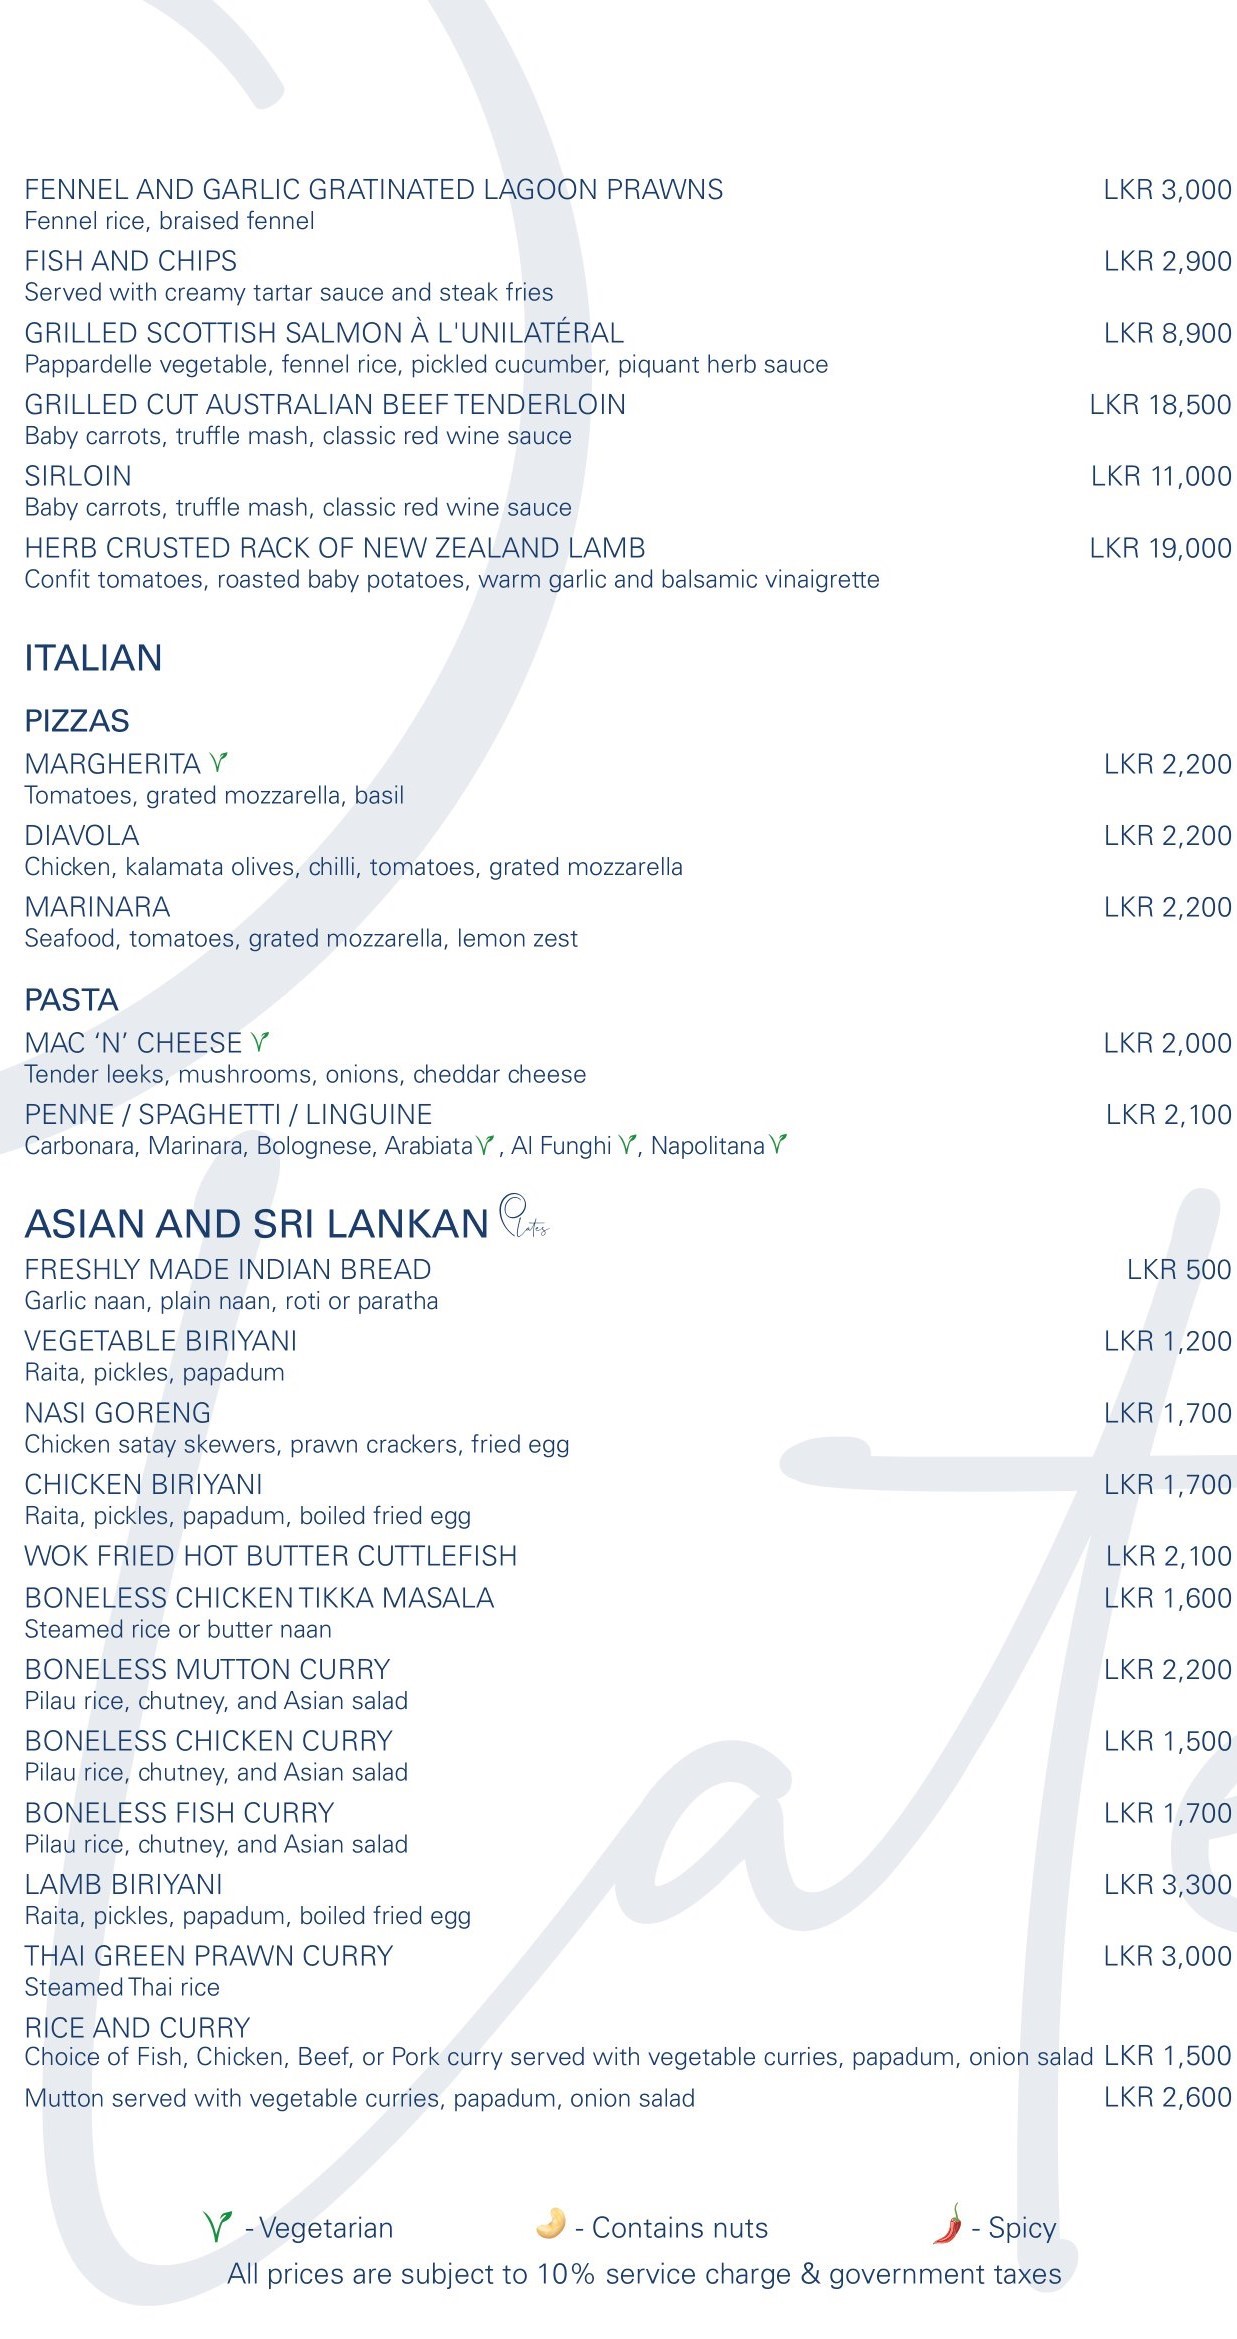 FENNEL AND GARLIC GRATINATED LAGOON PRAWNS LKR 3,000
Fennel rice, braised fennel
FISH AND CHIPS LKR 2,900
Served with creamy tartar sauce and steak fries
GRILLED SCOTTISH SALMON À L'UNILATÉRAL LKR 8,900
Pappardelle vegetable, fennel rice, pickled cucumber, piquant herb sauce
GRILLED CUT AUSTRALIAN BEEF TENDERLOIN LKR 18,500
Baby carrots, truffle mash, classic red wine sauce
SIRLOIN LKR 11,000
Baby carrots, truffle mash, classic red wine sauce
HERB CRUSTED RACK OF NEW ZEALAND LAMB LKR 19,000
Confit tomatoes, roasted baby potatoes, warm garlic and balsamic vinaigrette
ITALIAN
PIZZAS
MARGHERITA LKR 2,200
Tomatoes, grated mozzarella, basil
DIAVOLA LKR 2,200
Chicken, kalamata olives, chilli, tomatoes, grated mozzarella
MARINARA LKR 2,200
Seafood, tomatoes, grated mozzarella, lemon zest
PASTA
MAC ‘N’ CHEESE LKR 2,000
Tender leeks, mushrooms, onions, cheddar cheese
PENNE / SPAGHETTI / LINGUINE LKR 2,100
Carbonara, Marinara, Bolognese, Arabiata , Al Funghi , Napolitana
ASIAN AND SRI LANKAN Plates
FRESHLY MADE INDIAN BREAD LKR 500
Garlic naan, plain naan, roti or paratha
VEGETABLE BIRIYANI LKR 1,200
Raita, pickles, papadum
NASI GORENG LKR 1,700
Chicken satay skewers, prawn crackers, fried egg
CHICKEN BIRIYANI LKR 1,700
Raita, pickles, papadum, boiled fried egg
WOK FRIED HOT BUTTER CUTTLEFISH LKR 2,100
BONELESS CHICKEN TIKKA MASALA LKR 1,600
Steamed rice or butter naan
BONELESS MUTTON CURRY LKR 2,200
Pilau rice, chutney, and Asian salad
BONELESS CHICKEN CURRY LKR 1,500
Pilau rice, chutney, and Asian salad
BONELESS FISH CURRY LKR 1,700
Pilau rice, chutney, and Asian salad
LAMB BIRIYANI LKR 3,300
Raita, pickles, papadum, boiled fried egg
THAI GREEN PRAWN CURRY LKR 3,000
Steamed Thai rice
RICE AND CURRY
Choice of Fish, Chicken, Beef, or Pork curry served with vegetable curries, papadum, onion salad LKR 1,500
Mutton served with vegetable curries, papadum, onion salad LKR 2,600
- Vegetarian - Contains nuts - Spicy
All prices are subject to 10% service charge & government taxes